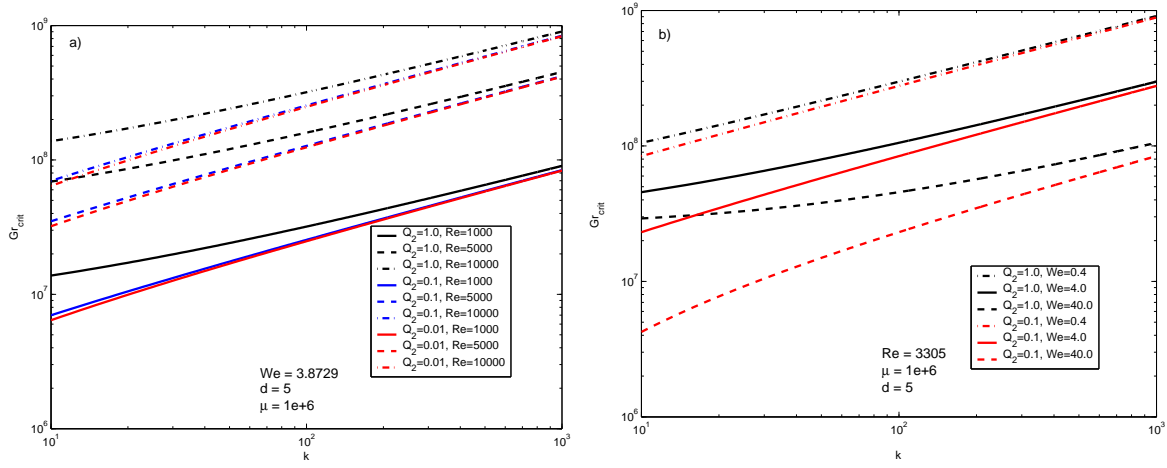 a)
10^9
10^8
10^7
10^6
Gr_crit
10^1
10^2
10^3
k
Q_2=1.0, Re=1000
Q_2=1.0, Re=5000
Q_2=1.0, Re=10000
Q_2=0.1, Re=1000
Q_2=0.1, Re=5000
Q_2=0.1, Re=10000
Q_2=0.01, Re=1000
Q_2=0.01, Re=5000
Q_2=0.01, Re=10000
We = 3.8729
d = 5
μ = 1e+6
b)
10^9
10^8
10^7
10^6
Gr_crit
10^1
10^2
10^3
k
Q_2=1.0, We=0.4
Q_2=1.0, We=4.0
Q_2=1.0, We=40.0
Q_2=0.1, We=0.4
Q_2=0.1, We=4.0
Q_2=0.1, We=40.0
Re = 3305
μ = 1e+6
d = 5